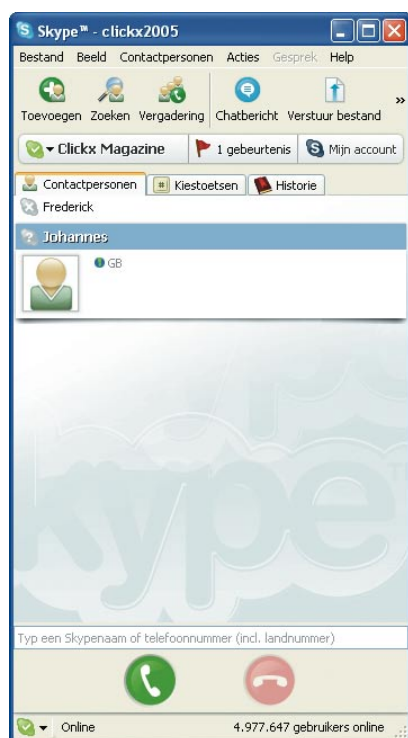 Skype™ - clickx2005
Bestand Beeld Contactpersonen Acties Gesprek Help
Toevoegen Zoeken Vergadering Chatbericht Verstuur bestand »
Clickx Magazine 1 gebeurtenis Mijn account
Contactpersonen Kiestoetsen Historie
Frederick
Johannes
GB
skype
Typ een Skypenaam of telefoonnummer (incl. landnummer)
Online 4.977.647 gebruikers online